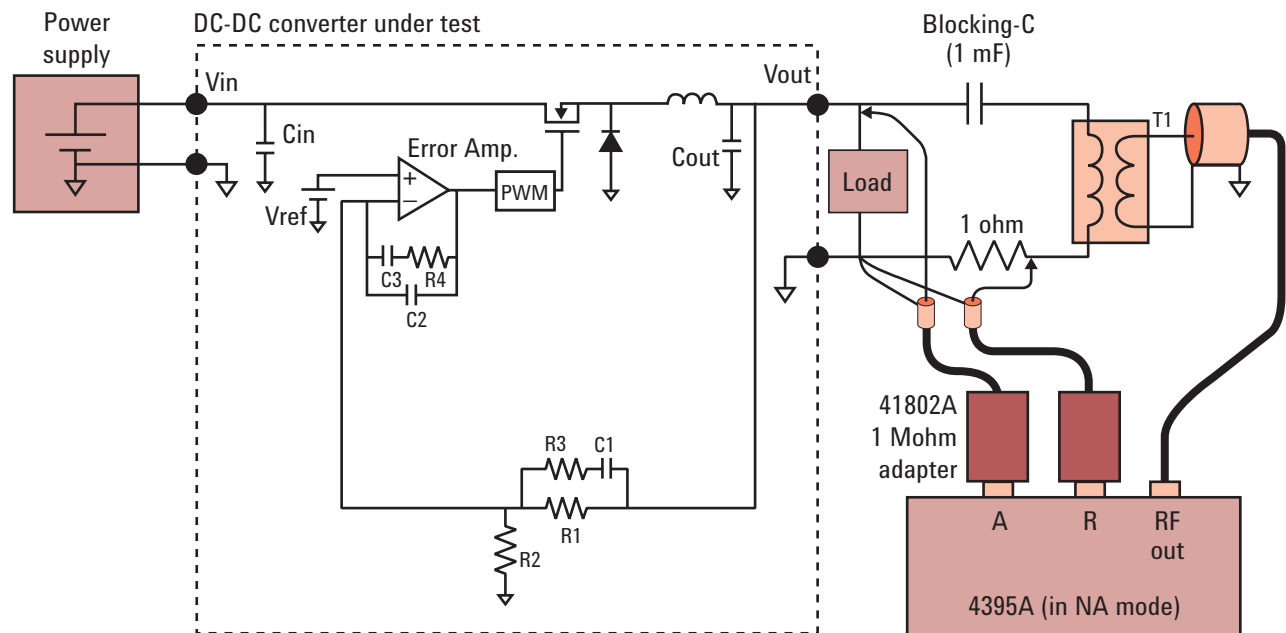 Power
supply
DC-DC converter under test
Blocking-C
(1 mF)
Vin
Vout
T1
Cin
Error Amp.
Cout
Load
+
−
PWM
Vref
1 ohm
C3
R4
C2
41802A
1 Mohm
adapter
R3
C1
R1
R2
A
R
RF
out
4395A (in NA mode)